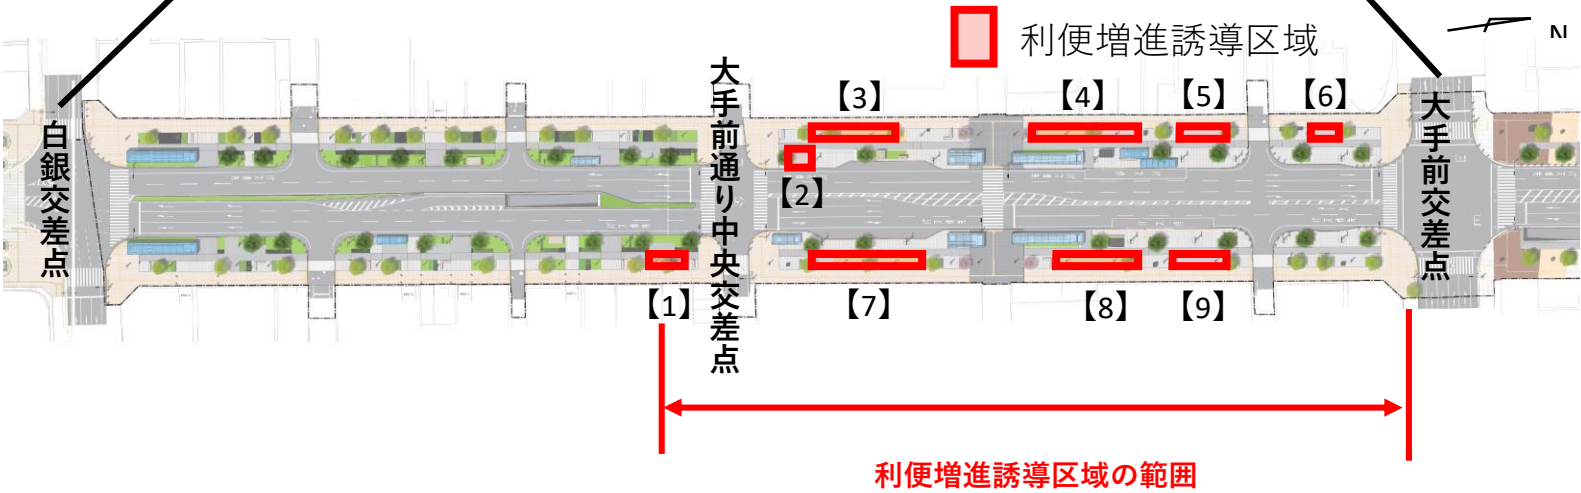 利便増進誘導区域
N
白銀交差点
大手前通り中央交差点
大手前交差点
【3】
【4】
【5】
【6】
【2】
【1】
【7】
【8】
【9】
利便増進誘導区域の範囲